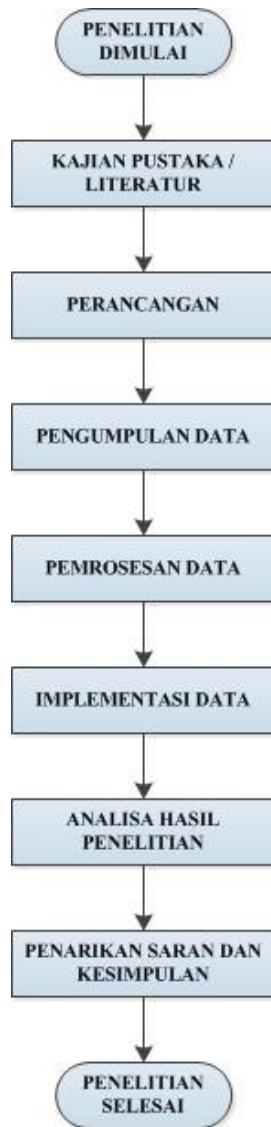 PENELITIAN
DIMULAI
KAJIAN PUSTAKA /
LITERATUR
PERANCANGAN
PENGUMPULAN DATA
PEMROSESAN DATA
IMPLEMENTASI DATA
ANALISA HASIL
PENELITIAN
PENARIKAN SARAN DAN
KESIMPULAN
PENELITIAN
SELESAI